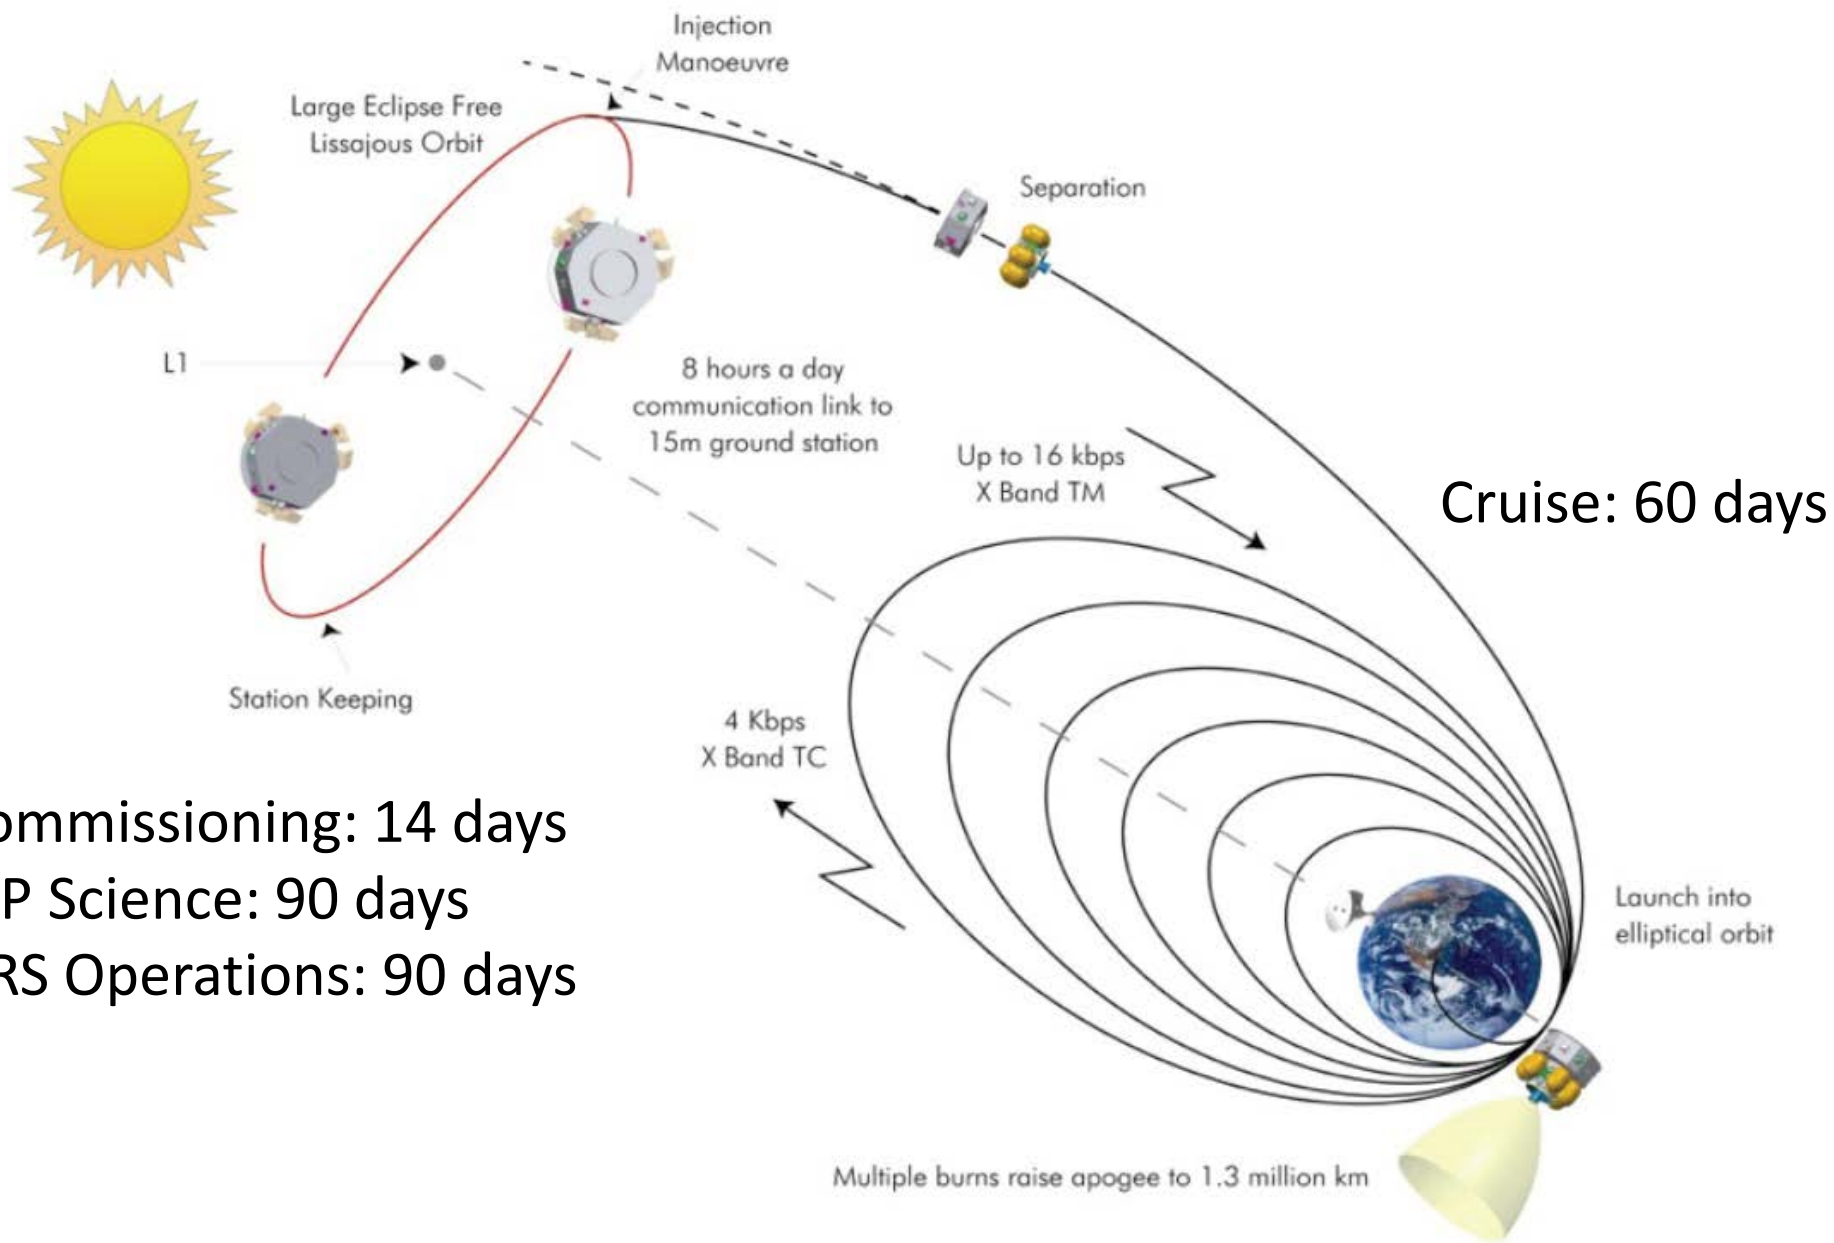 Injection
Manoeuvre
Large Eclipse Free
Lissajous Orbit
Separation
L1
8 hours a day
communication link to
15m ground station
Up to 16 kbps
X Band TM
Cruise: 60 days
Station Keeping
4 Kbps
X Band TC
ommissioning: 14 days
P Science: 90 days
RS Operations: 90 days
Launch into
elliptical orbit
Multiple burns raise apogee to 1.3 million km